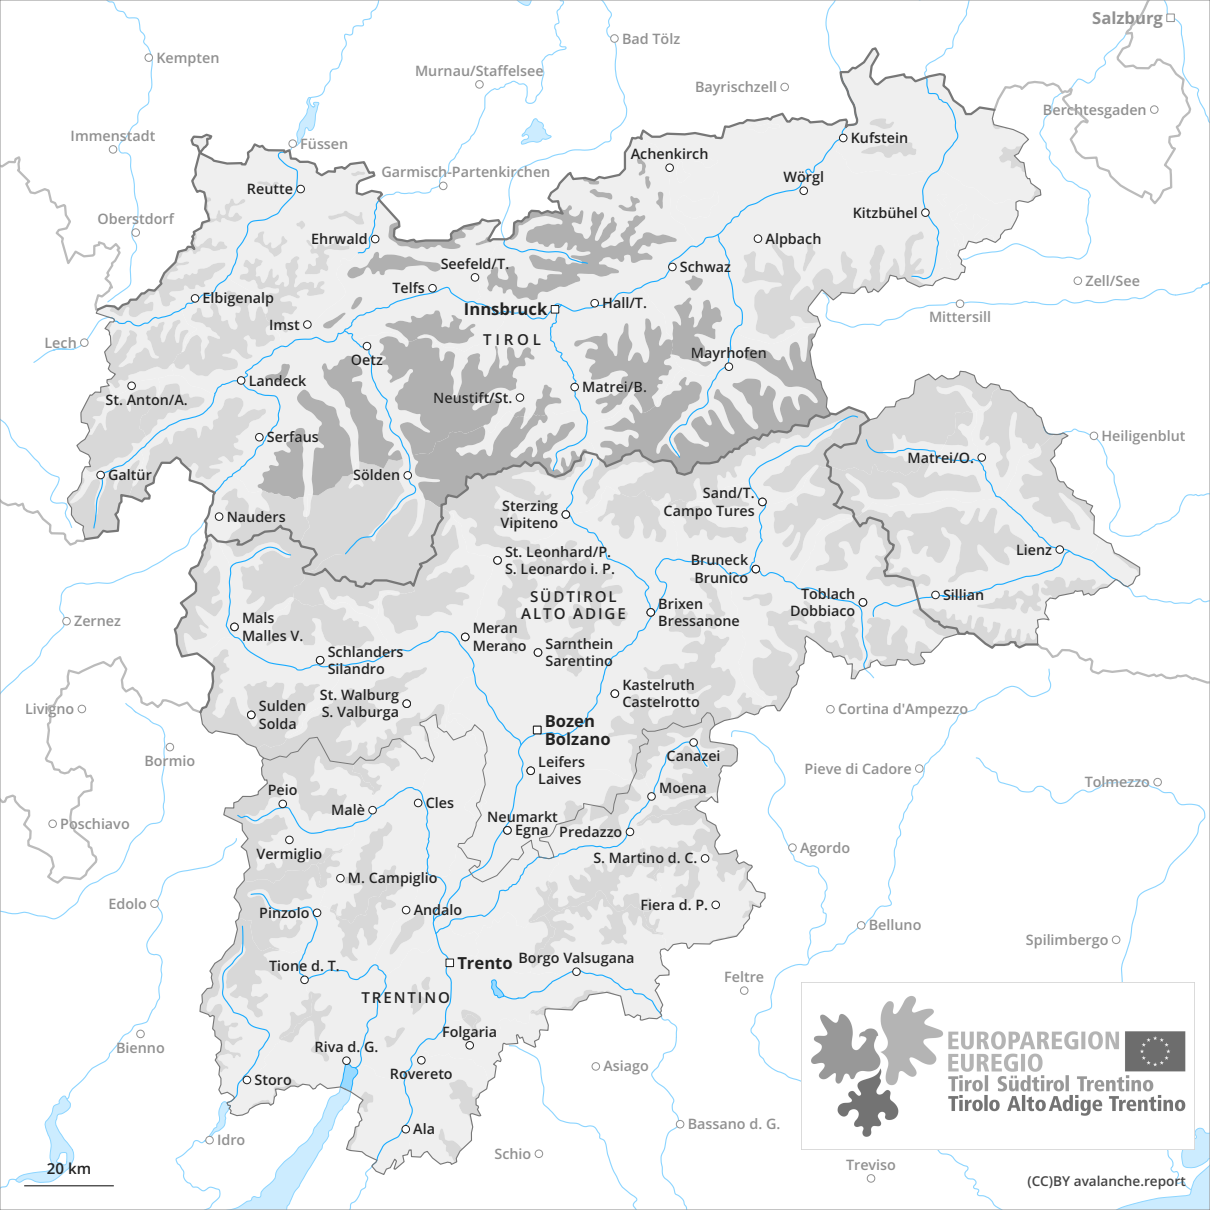 Salzburg
Kempten
Bad Tölz
Murnau/Staffelsee
Bayrischzell
Berchtesgaden
Immenstadt
Füssen
Kufstein
Achenkirch
Garmisch-Partenkirchen
Wörgl
Reutte
Oberstdorf
Kitzbühel
Ehrwald
Alpbach
Seefeld/T.
Schwaz
Zell/See
Telfs
Elbigenalp
Hall/T.
Innsbruck
Mittersill
Imst
TIROL
Lech
Oetz
Mayrhofen
Landeck
Matrei/B.
St. Anton/A.
Neustift/St.
Serfaus
Heiligenblut
Matrei/O.
Galtür
Sölden
Sand/T.
Campo Tures
Sterzing
Vipiteno
Nauders
Lienz
St. Leonhard/P.
S. Leonardo i. P.
Bruneck
Brunico
SÜDTIROL
ALTO ADIGE
Toblach
Dobbiaco
Sillian
Brixen
Bressanone
Zernez
Mals
Malles V.
Meran
Merano
Sarnthein
Sarentino
Schlanders
Silandro
Kastelruth
Castelrotto
St. Walburg
S. Valburga
Sulden
Solda
Livigno
Cortina d'Ampezzo
Bozen
Bolzano
Bormio
Canazei
Leifers
Laives
Pieve di Cadore
Tolmezzo
Peio
Moena
Malè
Cles
Neumarkt
Egna
Predazzo
Poschiavo
Vermiglio
Agordo
S. Martino d. C.
M. Campiglio
Edolo
Pinzolo
Andalo
Fiera d. P.
Belluno
Spilimbergo
Tione d. T.
Trento
Borgo Valsugana
Feltre
TRENTINO
Folgaria
Bienno
Riva d. G.
Rovereto
Asiago
Storo
EUROPAREGION
EUREGIO
Tirol Südtirol Trentino
Tirolo Alto Adige Trentino
Ala
Bassano d. G.
Idro
Schio
Treviso
20 km
(CC)BY avalanche.report